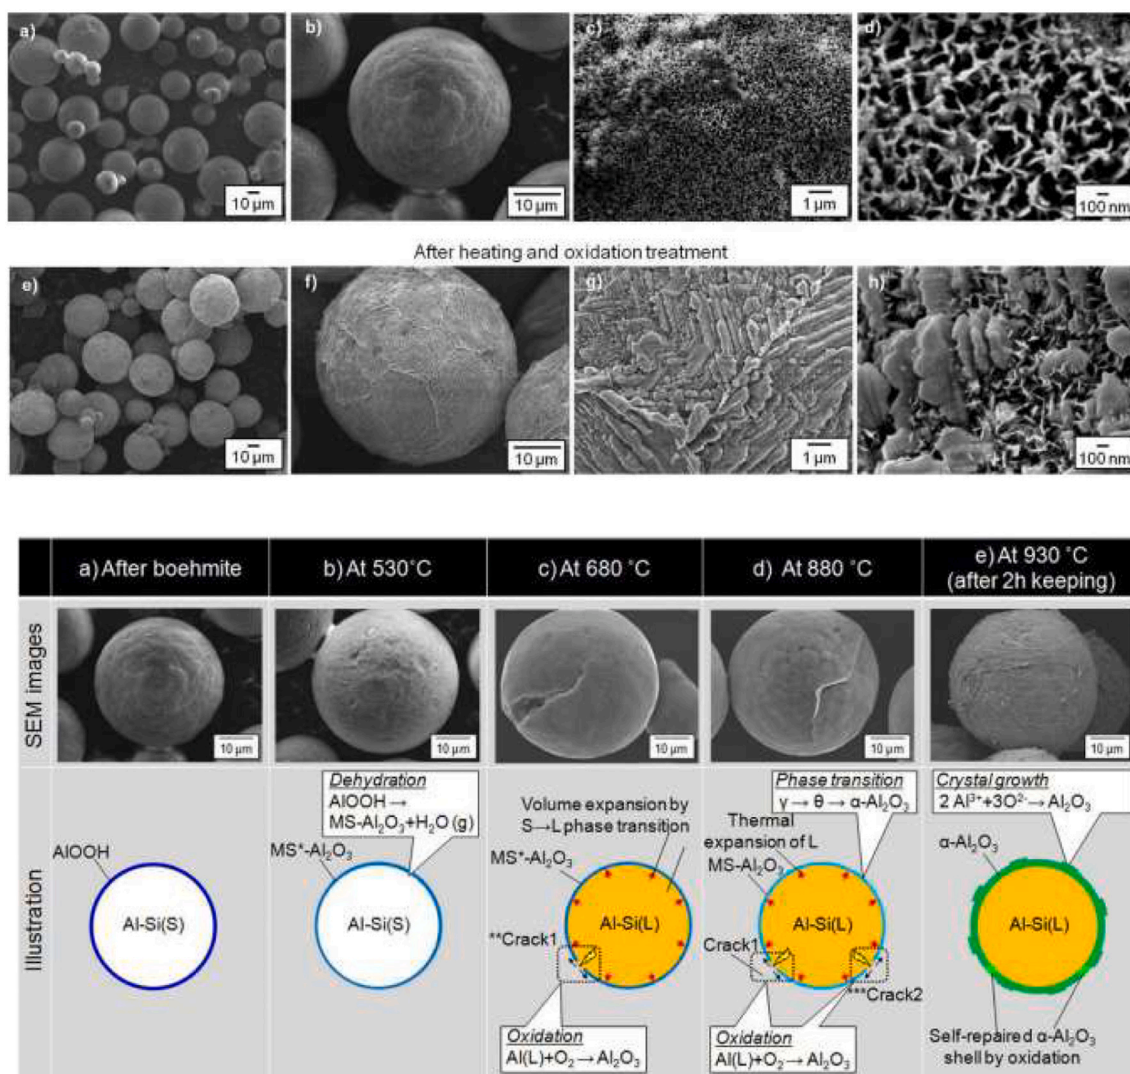 a)
b)
c)
d)
10 µm
10 µm
1 µm
100 nm
After heating and oxidation treatment
e)
f)
g)
h)
10 µm
10 µm
1 µm
100 nm
a) After boehmite
b) At 530˚C
c) At 680 ˚C
d) At 880 ˚C
e) At 930 ˚C
(after 2h keeping)
SEM images
10 µm
10 µm
10 µm
10 µm
10 µm
Illustration
AlOOH
Al-Si(S)
Dehydration
AlOOH →
MS-Al₂O₃+H₂O (g)
MS*-Al₂O₃
Al-Si(S)
Volume expansion by
S→L phase transition
MS*-Al₂O₃
Al-Si(L)
**Crack1
Oxidation
Al(L)+O₂ → Al₂O₃
Phase transition
γ → θ → α-Al₂O₃
Thermal
expansion of L
MS-Al₂O₃
Al-Si(L)
Crack1
***Crack2
Oxidation
Al(L)+O₂ → Al₂O₃
Crystal growth
2 Al³⁺+3O²⁻→ Al₂O₃
α-Al₂O₃
Al-Si(L)
Self-repaired α-Al₂O₃
shell by oxidation